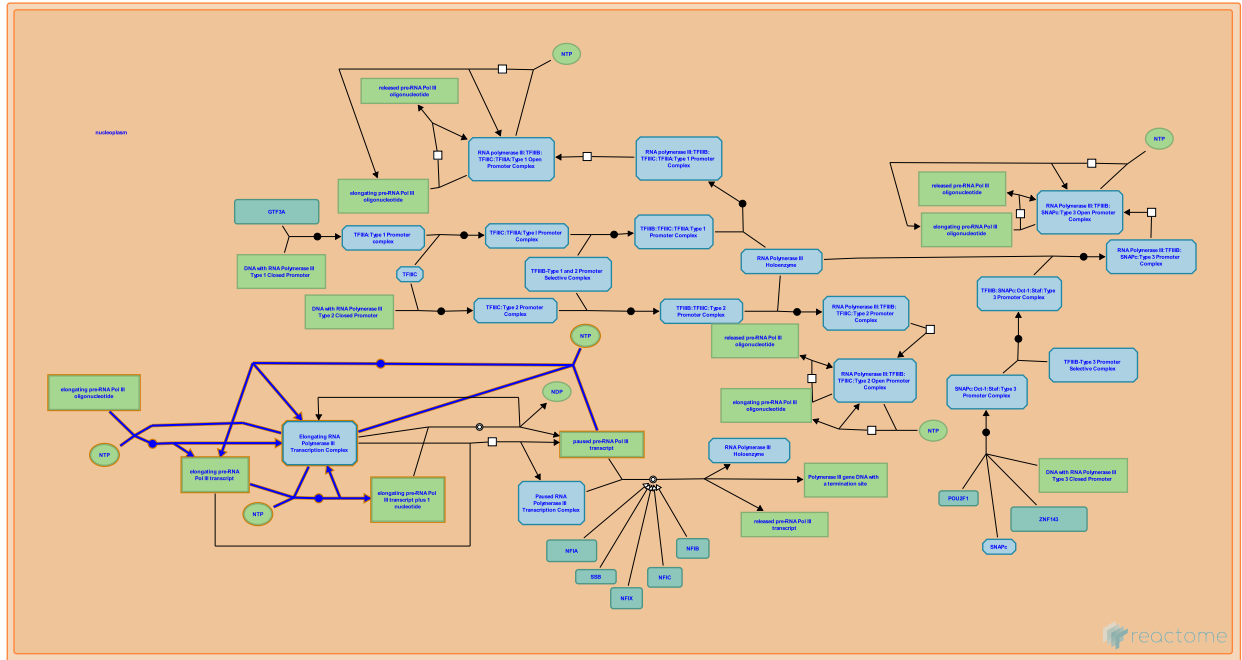 NTP
released pre-RNA Pol III
oligonucleotide
nucleoplasm
RNA polymerase III:TFIIIB:
TFIIIC:TFIIIA:Type 1 Open
Promoter Complex
RNA polymerase III:TFIIIB:
TFIIIC:TFIIIA:Type 1 Promoter
Complex
NTP
elongating pre-RNA Pol III
oligonucleotide
released pre-RNA Pol III
oligonucleotide
RNA Polymerase III:TFIIIB:
SNAPc:Type 3 Open Promoter
Complex
elongating pre-RNA Pol III
oligonucleotide
GTF3A
TFIIIA:Type 1 Promoter
complex
TFIIIC:TFIIIA:Type I Promoter
Complex
TFIIIB:TFIIIC:TFIIIA:Type 1
Promoter Complex
RNA Polymerase III
Holoenzyme
RNA Polymerase III:TFIIIB:
SNAPc:Type 3 Promoter
Complex
DNA with RNA Polymerase III
Type 1 Closed Promoter
TFIIIC
TFIIIB-Type 1 and 2 Promoter
Selective Complex
TFIIIB:SNAPc:Oct-1:Staf:Type
3 Promoter Complex
DNA with RNA Polymerase III
Type 2 Closed Promoter
TFIIIC:Type 2 Promoter
Complex
TFIIIB:TFIIIC:Type 2
Promoter Complex
RNA Polymerase III:TFIIIB:
TFIIIC:Type 2 Promoter
Complex
NTP
released pre-RNA Pol III
oligonucleotide
TFIIIB-Type 3 Promoter
Selective Complex
RNA Polymerase III:TFIIIB:
TFIIIC:Type 2 Open Promoter
Complex
elongating pre-RNA Pol III
oligonucleotide
NDP
SNAPc:Oct-1:Staf:Type 3
Promoter Complex
elongating pre-RNA Pol III
oligonucleotide
NTP
NTP
Elongating RNA
Polymerase III
Transcription Complex
paused pre-RNA Pol III
transcript
RNA Polymerase III
Holoenzyme
elongating pre-RNA
Pol III transcript
Polymerase III gene DNA with
a termination site
DNA with RNA Polymerase III
Type 3 Closed Promoter
elongating pre-RNA Pol
III transcript plus 1
nucleotide
Paused RNA
Polymerase III
Transcription Complex
POU2F1
NTP
released pre-RNA Pol III
transcript
ZNF143
NFIA
NFIB
SNAPc
SSB
NFIC
NFIX
reactome